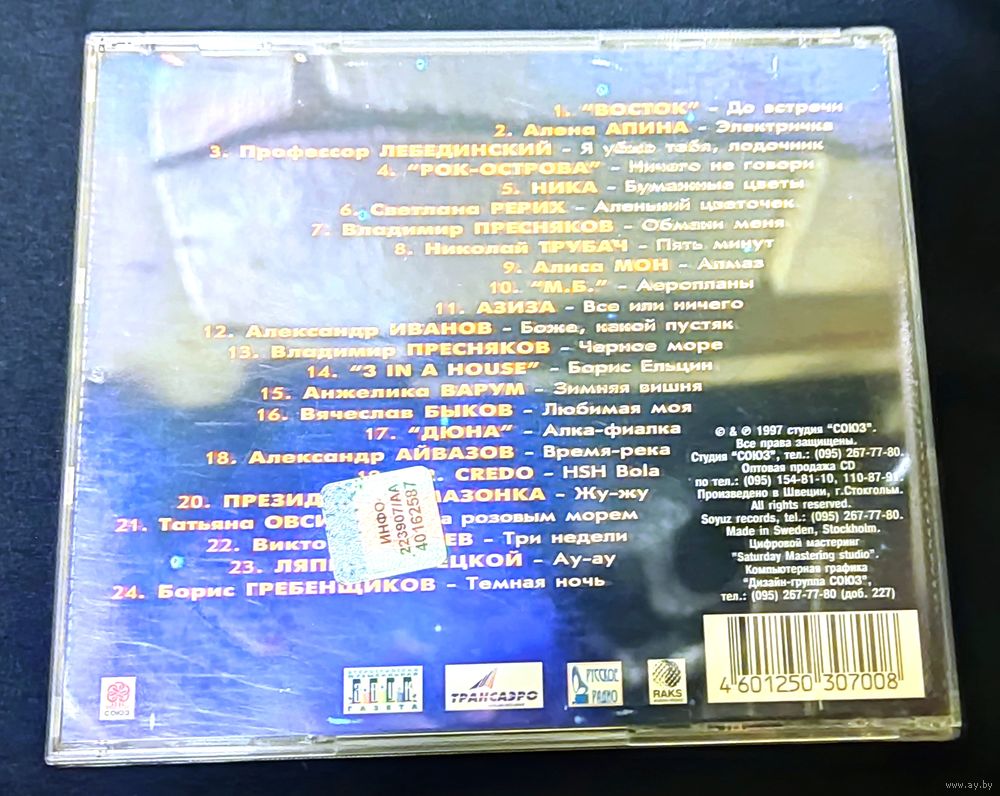 1. "ВОСТОК" - До встречи
2. Алена АПИНА - Электричка
3. Профессор ЛЕБЕДИНСКИЙ - Я убью тебя, лодочник
4. "РОК-ОСТРОВА" - Ничего не говори
5. НИКА - Бумажные цветы
6. Светлана РЕРИХ - Аленький цветочек
7. Владимир ПРЕСНЯКОВ - Обмани меня
8. Николай ТРУБАЧ - Пять минут
9. Алиса МОН - Алмаз
10. "М.Б." - Аеропланы
11. АЗИЗА - Все или ничего
12. Александр ИВАНОВ - Боже, какой пустяк
13. Владимир ПРЕСНЯКОВ - Черное море
14. "3 IN A HOUSE" - Борис Ельцин
15. Анжелика ВАРУМ - Зимняя вишня
16. Вячеслав БЫКОВ - Любимая моя
17. "ДЮНА" - Алка-фиалка
18. Александр АЙВАЗОВ - Время-река
CREDO - HSH Bola
20. ПРЕЗИД МАЗОНКА - Жу-жу
21. Татьяна ОВСИ а розовым морем
22. Викто ЕВ - Три недели
23. ЛЯП ЕЦКОЙ - Ау-ау
24. Борис ГРЕБЕНЩИКОВ - Темная ночь
ИНФО-
223907/АА
40162587
© & ℗ 1997 студия "СОЮЗ".
Все права защищены.
Студия "СОЮЗ", тел.: (095) 267-77-80.
Оптовая продажа CD
по тел.: (095) 154-81-10, 110-87-91.
Произведено в Швеции, г.Стокгольм.
All rights reserved.
Soyuz records, tel.: (095) 267-77-80.
Made in Sweden, Stockholm.
Цифровой мастеринг
"Saturday Mastering studio".
Компьютерная графика
"Дизайн-группа СОЮЗ",
тел.: (095) 267-77-80 (доб. 227)
4 601250 307008
СОЮЗ
ГАЗЕТА
ТРАНСАЭРО
РУССКОЕ
РАДИО
RAKS
www.ay.by